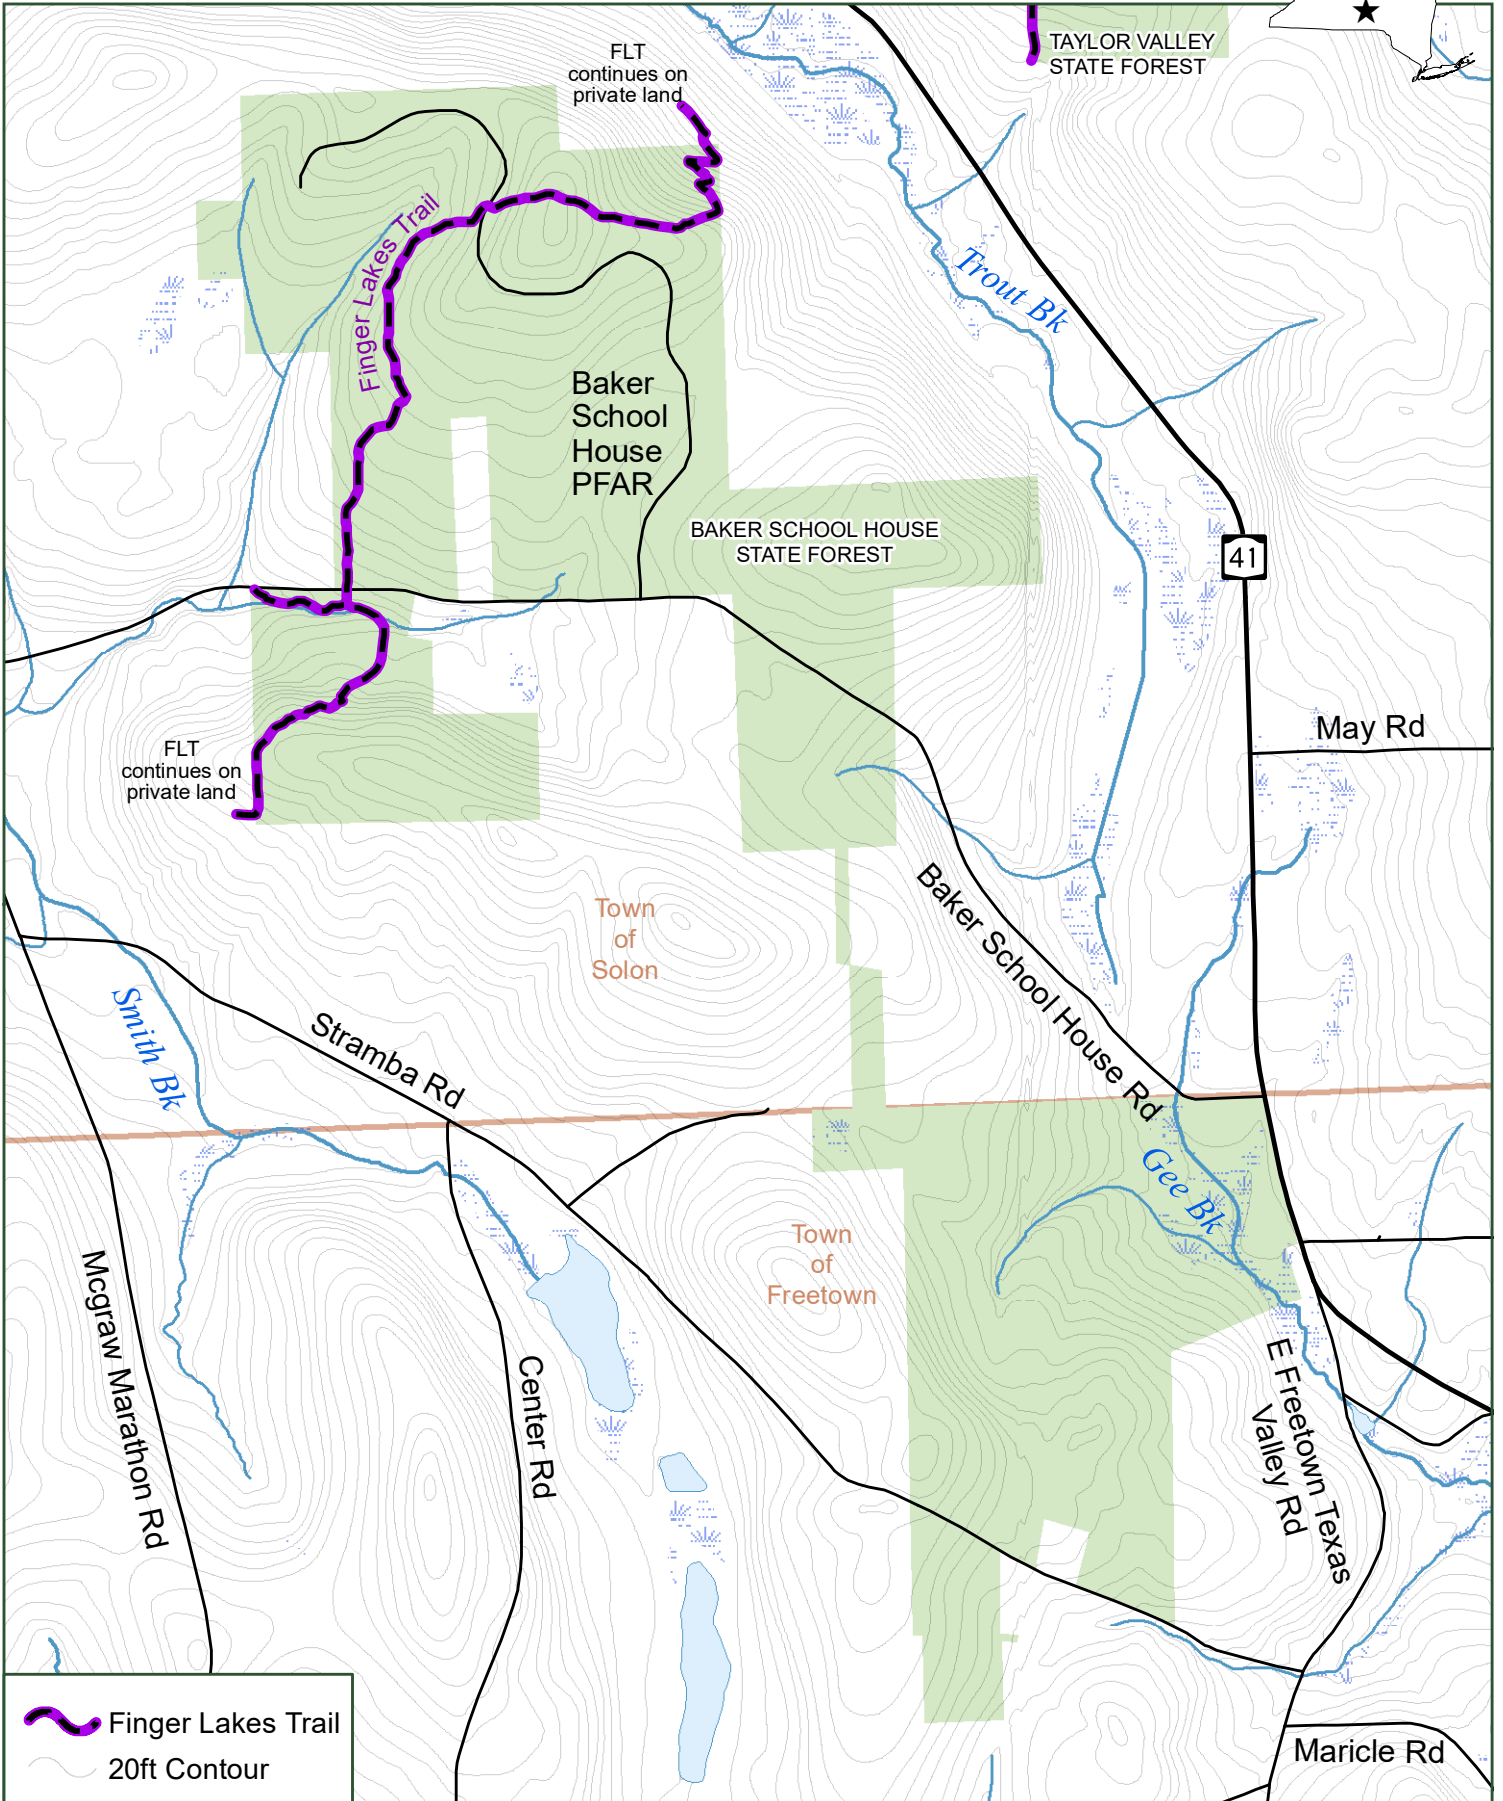 FLT
continues on
private land
TAYLOR VALLEY
STATE FOREST
Finger Lakes Trail
Trout Bk
Baker
School
House
PFAR
BAKER SCHOOL HOUSE
STATE FOREST
41
May Rd
FLT
continues on
private land
Town
of
Solon
Baker School House Rd
Smith Bk
Stramba Rd
Gee Bk
Town
of
Freetown
Mcgraw Marathon Rd
Center Rd
E Freetown Texas
Valley Rd
Maricle Rd
Finger Lakes Trail
20ft Contour